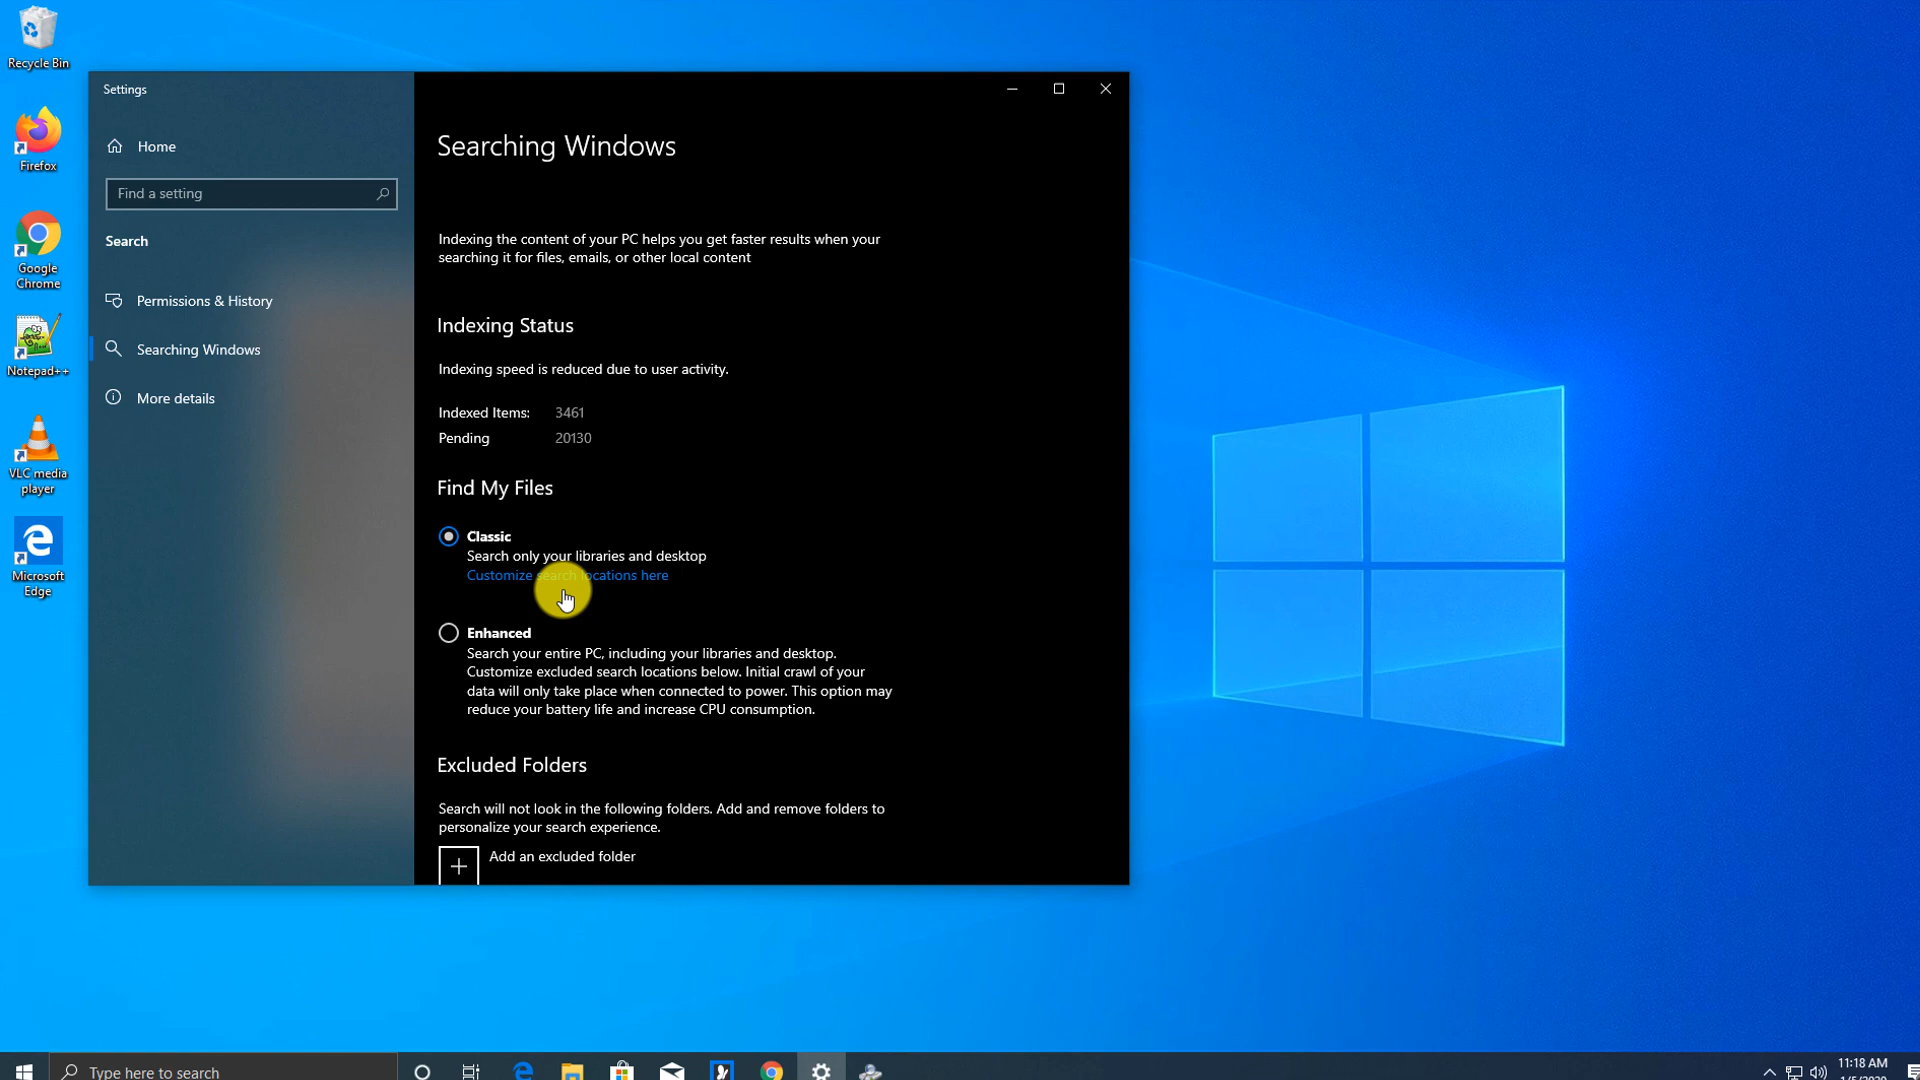 Recycle Bin
Firefox
Google
Chrome
Notepad++
VLC media
player
Microsoft
Edge
Settings
Home
Find a setting
Search
Permissions & History
Searching Windows
More details
Searching Windows
Indexing the content of your PC helps you get faster results when your
searching it for files, emails, or other local content
Indexing Status
Indexing speed is reduced due to user activity.
Indexed Items: 3461
Pending 20130
Find My Files
Classic
Search only your libraries and desktop
Customize search locations here
Enhanced
Search your entire PC, including your libraries and desktop.
Customize excluded search locations below. Initial crawl of your
data will only take place when connected to power. This option may
reduce your battery life and increase CPU consumption.
Excluded Folders
Search will not look in the following folders. Add and remove folders to
personalize your search experience.
Add an excluded folder
Type here to search
11:18 AM